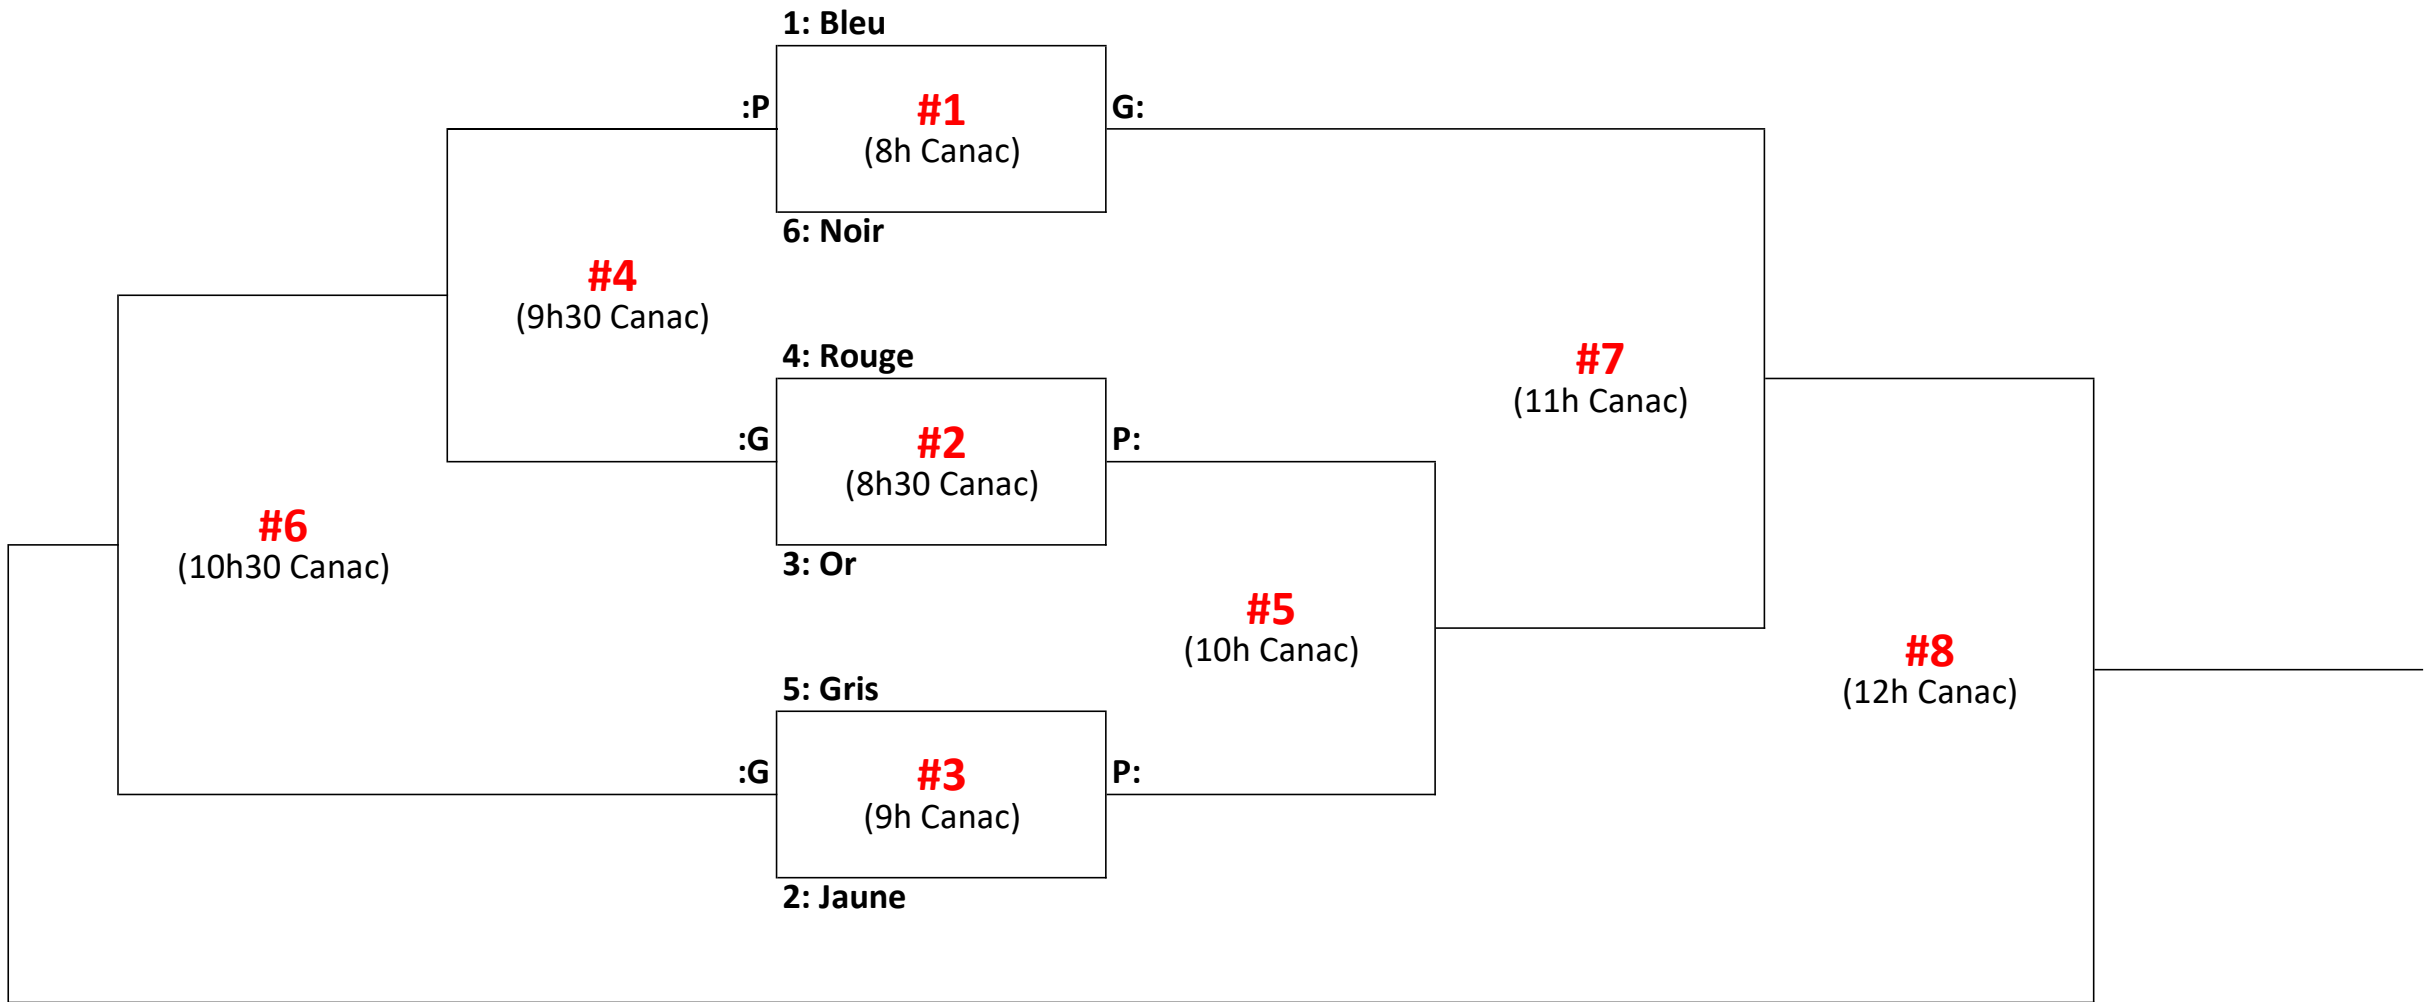 1: Bleu
:P
#1
G:
(8h Canac)
6: Noir
#4
(9h30 Canac)
4: Rouge
#7
(11h Canac)
:G
#2
P:
(8h30 Canac)
#6
(10h30 Canac)
3: Or
#5
(10h Canac)
#8
(12h Canac)
5: Gris
:G
#3
P:
(9h Canac)
2: Jaune